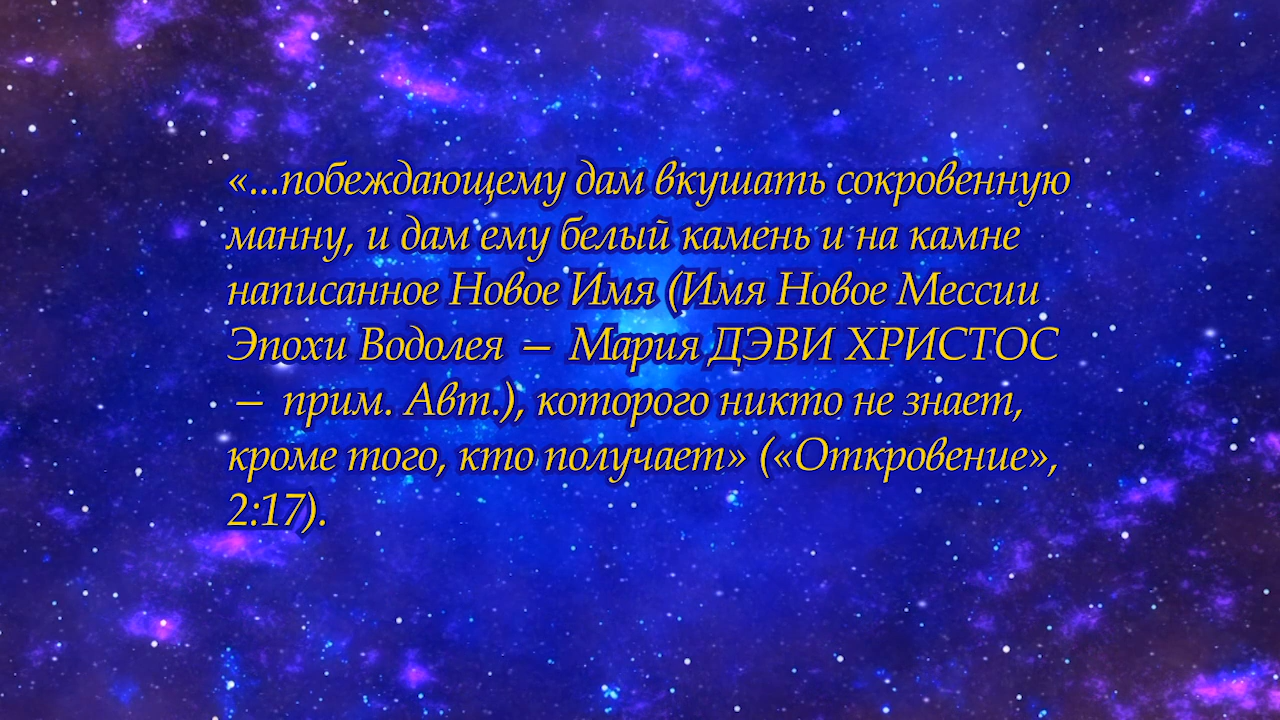 «...побеждающему дам вкушать сокровенную
манну, и дам ему белый камень и на камне
написанное Новое Имя (Имя Новое Мессии
Эпохи Водолея — Мария ДЭВИ ХРИСТОС
— прим. Авт.), которого никто не знает,
кроме того, кто получает» («Откровение»,
2:17).